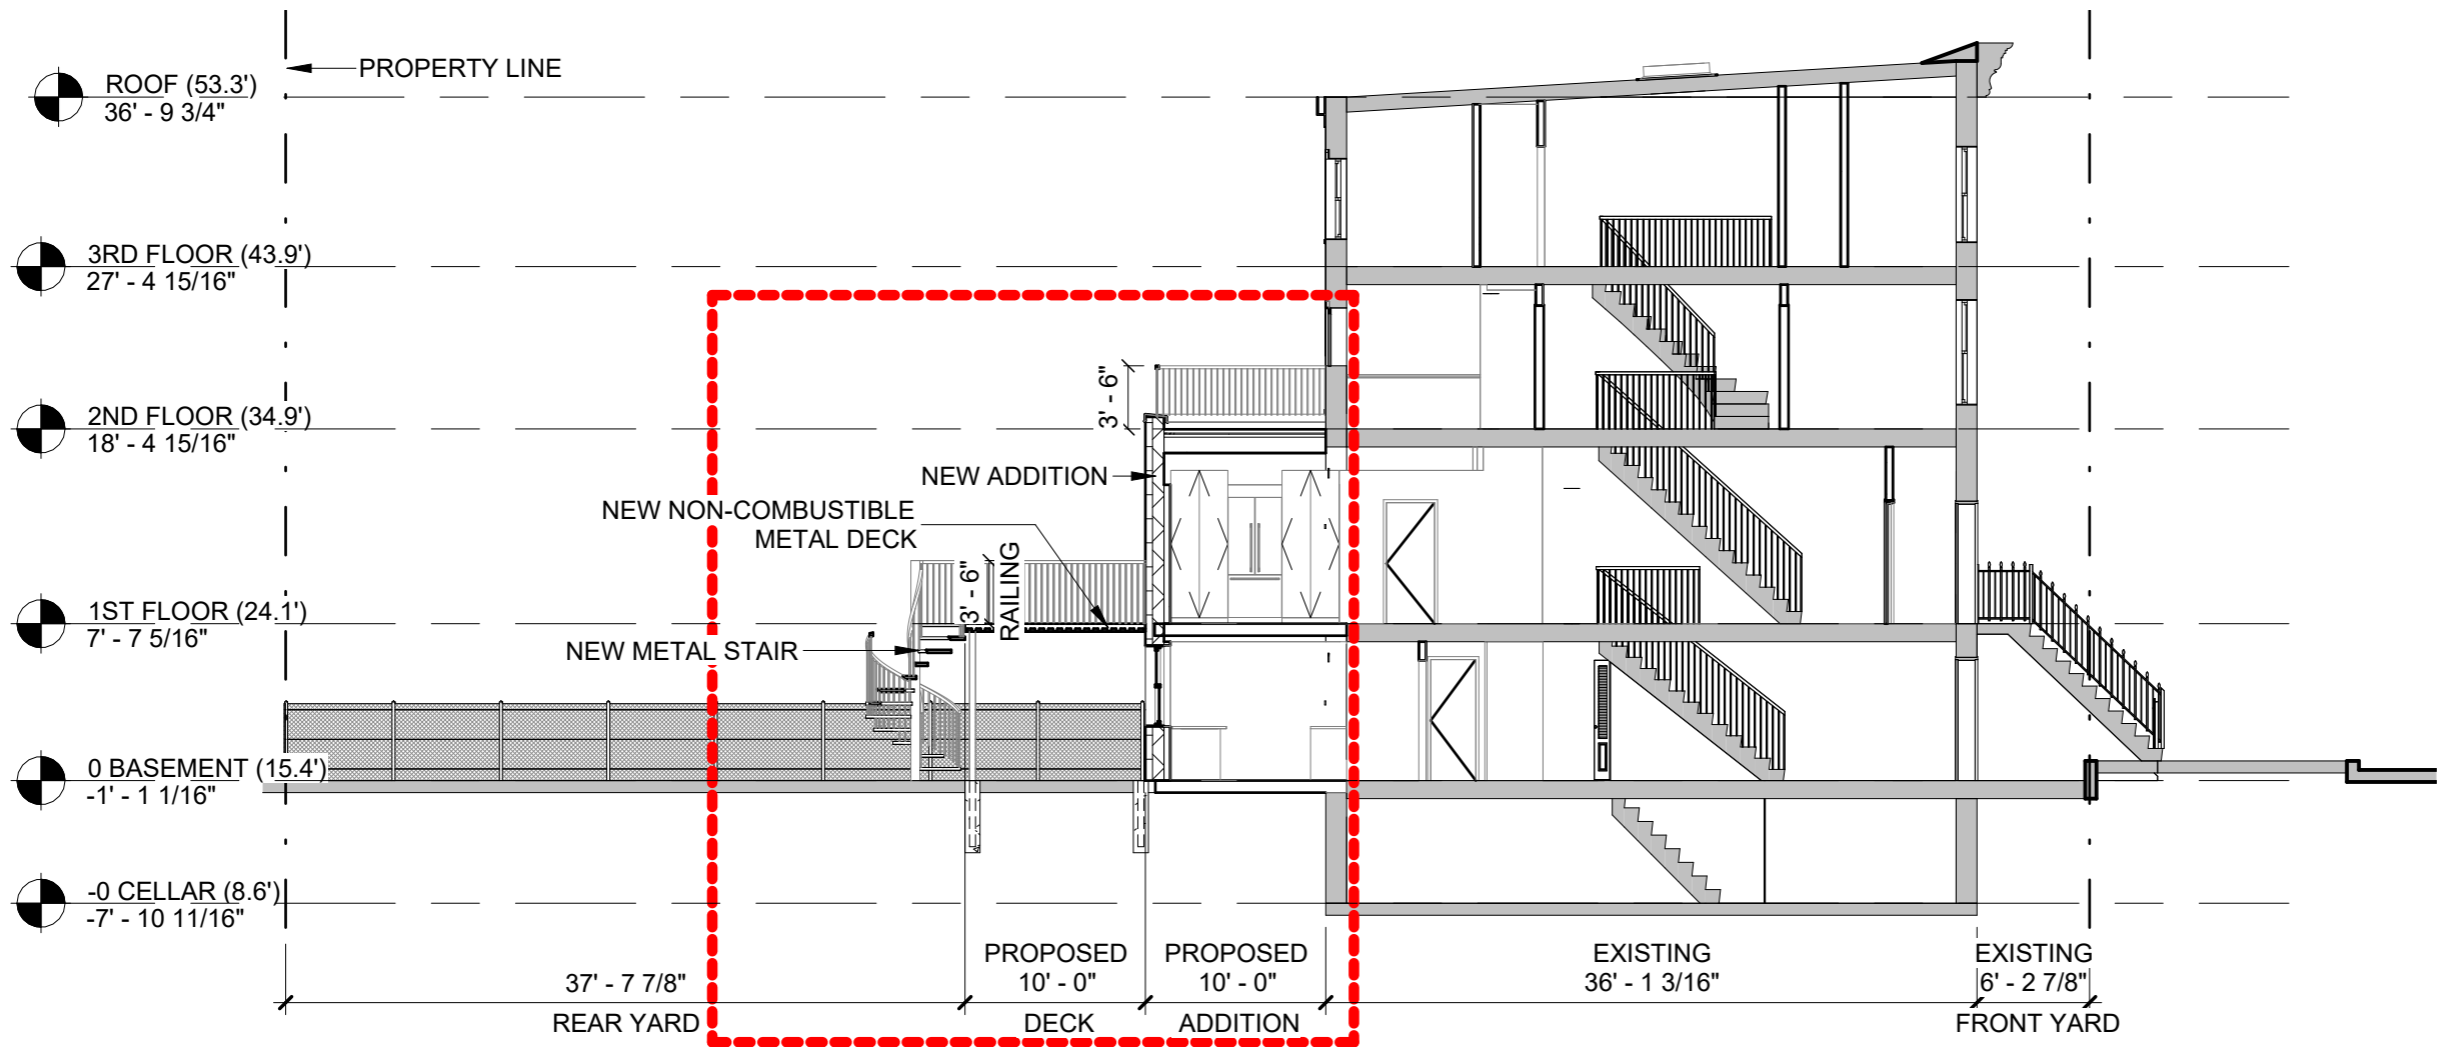 PROPERTY LINE
ROOF (53.3')
36' - 9 3/4"
3RD FLOOR (43.9')
27' - 4 15/16"
3' - 6"
2ND FLOOR (34.9')
18' - 4 15/16"
NEW ADDITION
NEW NON-COMBUSTIBLE
METAL DECK
3' - 6"
RAILING
1ST FLOOR (24.1')
7' - 7 5/16"
NEW METAL STAIR
0 BASEMENT (15.4')
-1' - 1 1/16"
-0 CELLAR (8.6')
-7' - 10 11/16"
37' - 7 7/8"
REAR YARD
PROPOSED
10' - 0"
DECK
PROPOSED
10' - 0"
ADDITION
EXISTING
36' - 1 3/16"
EXISTING
6' - 2 7/8"
FRONT YARD